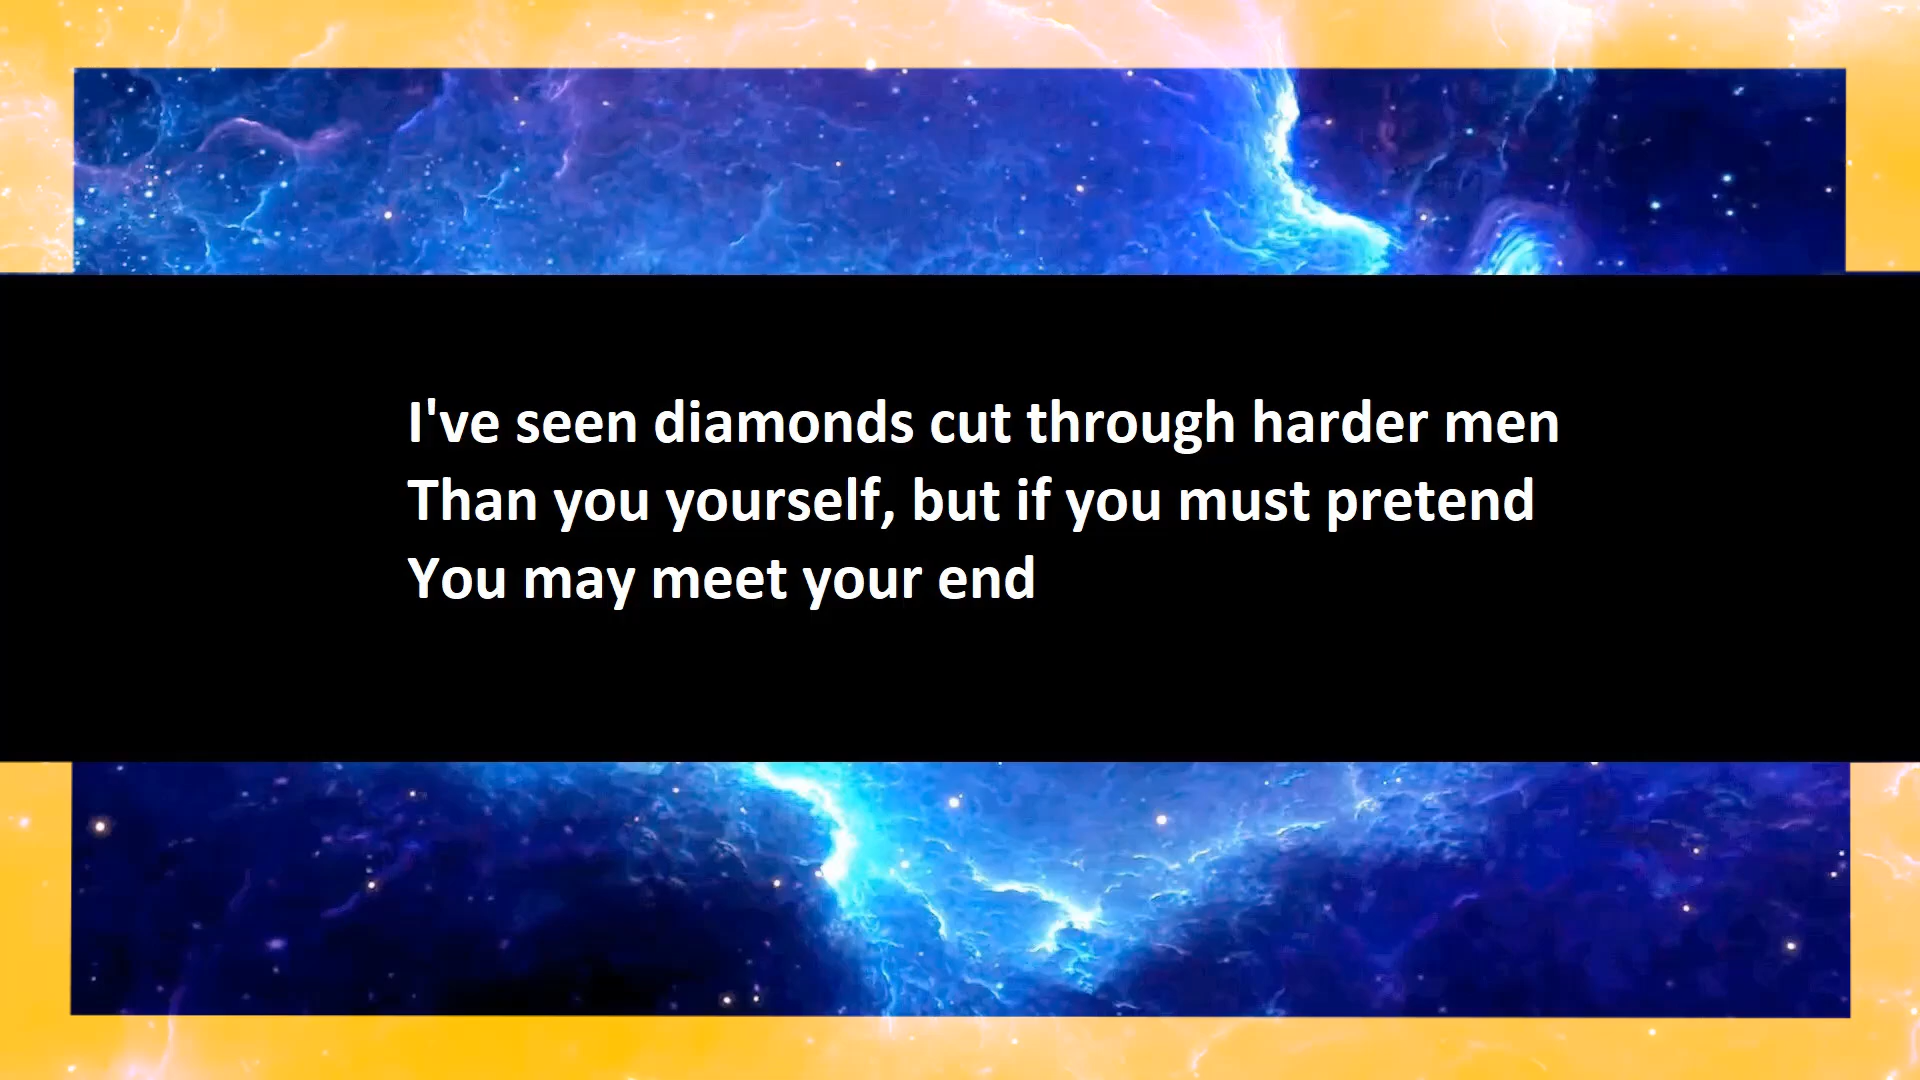 I've seen diamonds cut through harder men
Than you yourself, but if you must pretend
You may meet your end